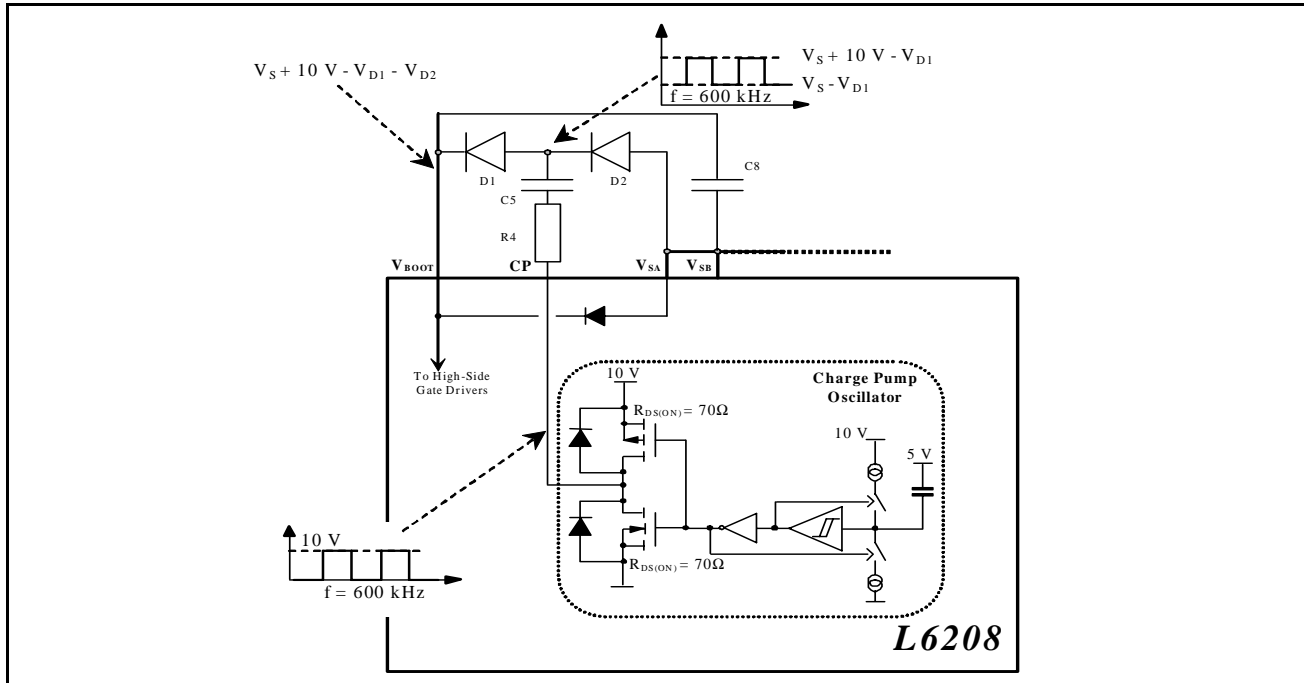 V_S + 10 V - V_D1 - V_D2
V_S + 10 V - V_D1
V_S - V_D1
f = 600 kHz
D1
D2
C8
C5
R4
V_BOOT
CP
V_SA
V_SB
To High-Side
Gate Drivers
10 V
Charge Pump
Oscillator
R_DS(ON) = 70Ω
10 V
5 V
10 V
R_DS(ON) = 70Ω
f = 600 kHz
L6208